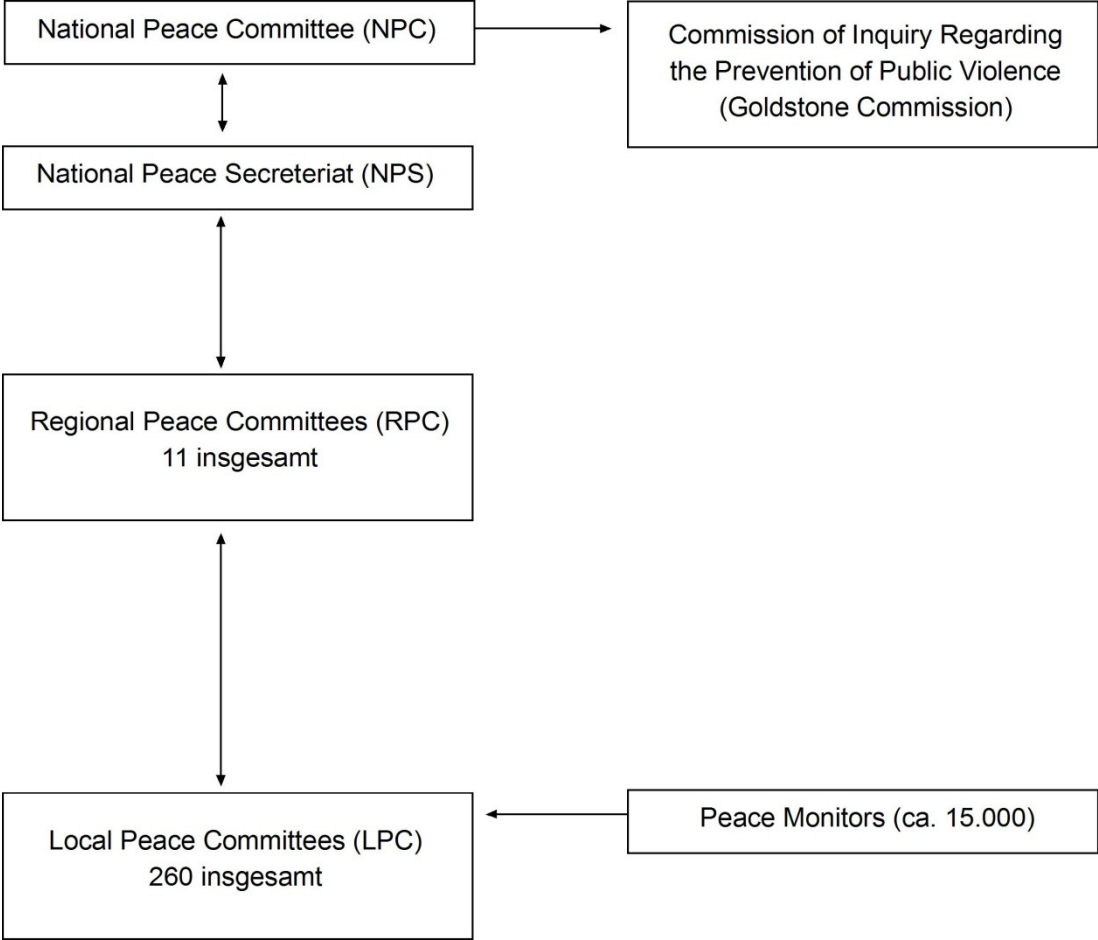 National Peace Committee (NPC)
Commission of Inquiry Regarding
the Prevention of Public Violence
(Goldstone Commission)
National Peace Secreteriat (NPS)
Regional Peace Committees (RPC)
11 insgesamt
Local Peace Committees (LPC)
260 insgesamt
Peace Monitors (ca. 15.000)